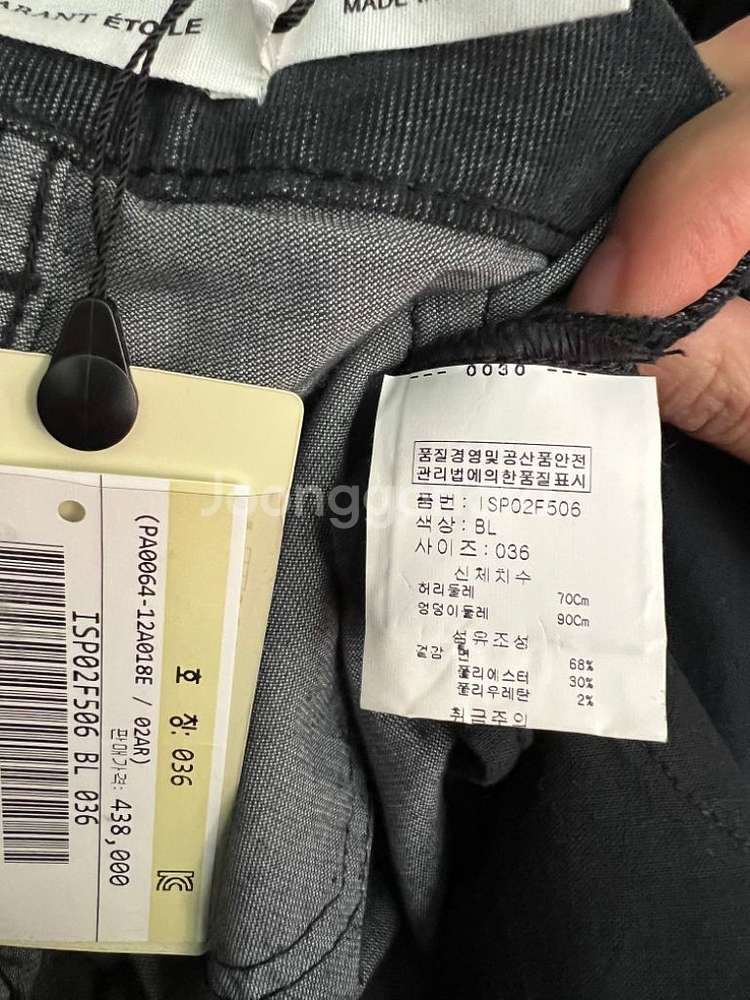 ARANT ÉTOILE
MADE IN
0030
품질경영및공산품안전
관리법에의한품질표시
품번: ISP02F506
색상: BL
사이즈: 036
신체치수
허리둘레 70Cm
엉덩이둘레 90Cm
섬유조성
겉감 면 68%
폴리에스터 30%
폴리우레탄 2%
취급주의
호 칭: 036
(PA0064-12A018E / 02AR)
판매가격: 438,000
ISP02F506 BL 036